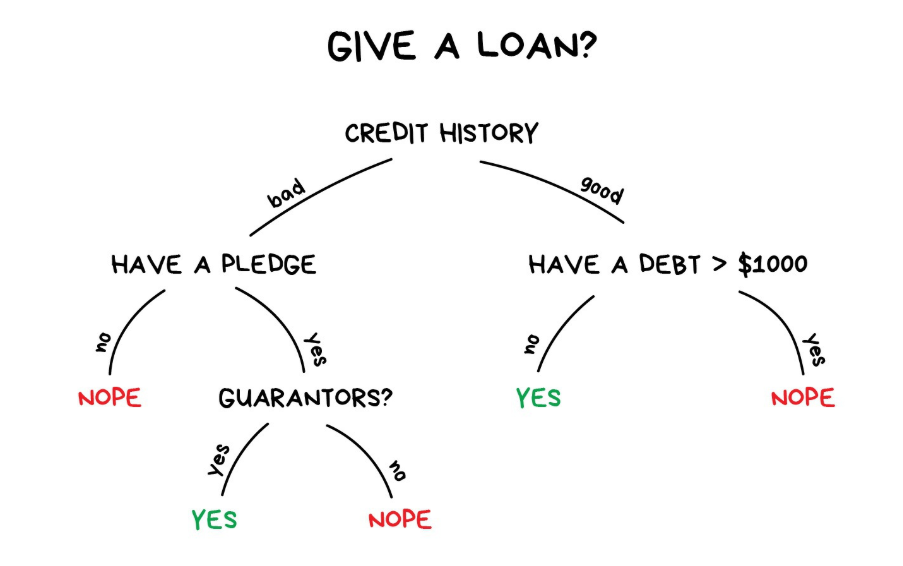 GIVE A LOAN?
CREDIT HISTORY
bad
good
HAVE A PLEDGE
HAVE A DEBT > $1000
no
yes
no
yes
NOPE
GUARANTORS?
YES
NOPE
yes
no
YES
NOPE